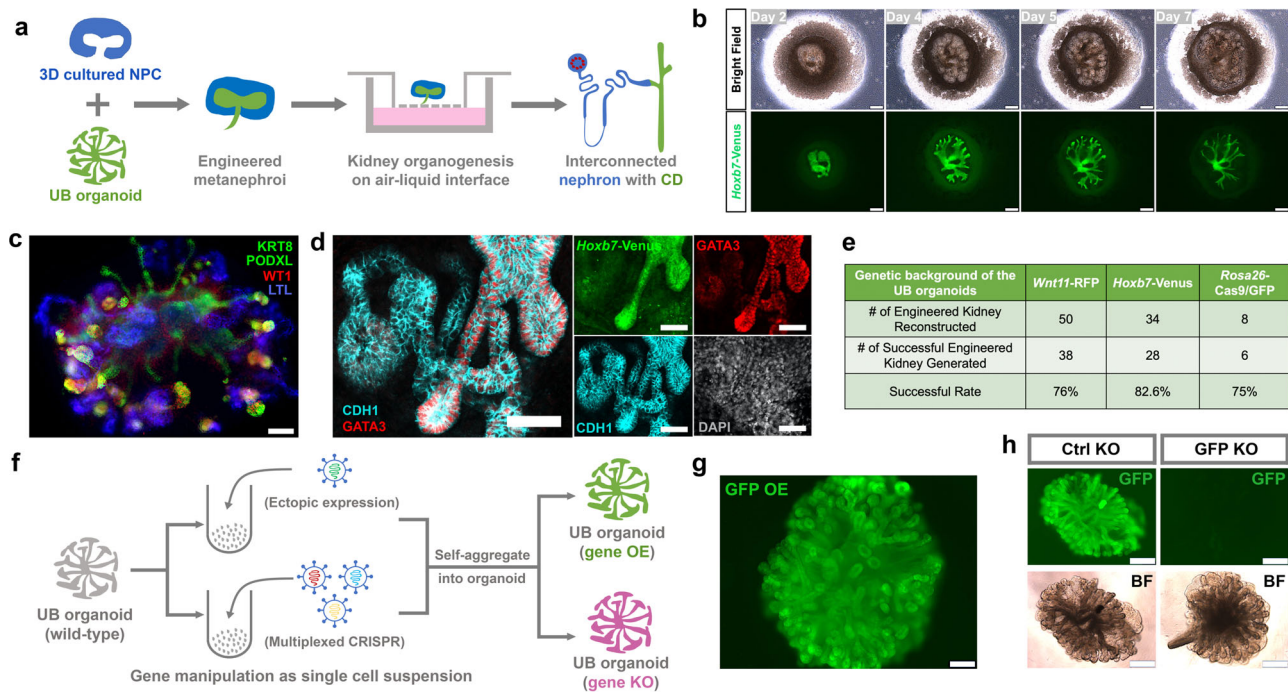 a
3D cultured NPC
UB organoid
Engineered
metanephroi
Kidney organogenesis
on air-liquid interface
Interconnected
nephron with CD
b
Bright Field
Day 2
Day 4
Day 5
Day 7
Hoxb7-Venus
c
KRT8
PODXL
WT1
LTL
d
CDH1
GATA3
Hoxb7-Venus
GATA3
CDH1
DAPI
e
Genetic background of the
UB organoids
Wnt11-RFP
Hoxb7-Venus
Rosa26-
Cas9/GFP
# of Engineered Kidney
Reconstructed
50
34
8
# of Successful Engineered
Kidney Generated
38
28
6
Successful Rate
76%
82.6%
75%
f
UB organoid
(wild-type)
(Ectopic expression)
(Multiplexed CRISPR)
Gene manipulation as single cell suspension
Self-aggregate
into organoid
UB organoid
(gene OE)
UB organoid
(gene KO)
g
GFP OE
h
Ctrl KO
GFP KO
GFP
GFP
BF
BF